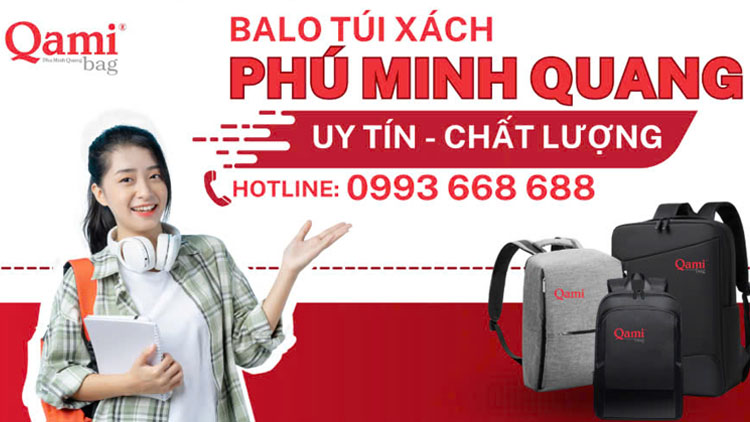 Qami®
Phu Minh Quang
bag
BALO TÚI XÁCH
PHÚ MINH QUANG
UY TÍN - CHẤT LƯỢNG
HOTLINE: 0993 668 688
Qami
Qami
bag
Qami
bag